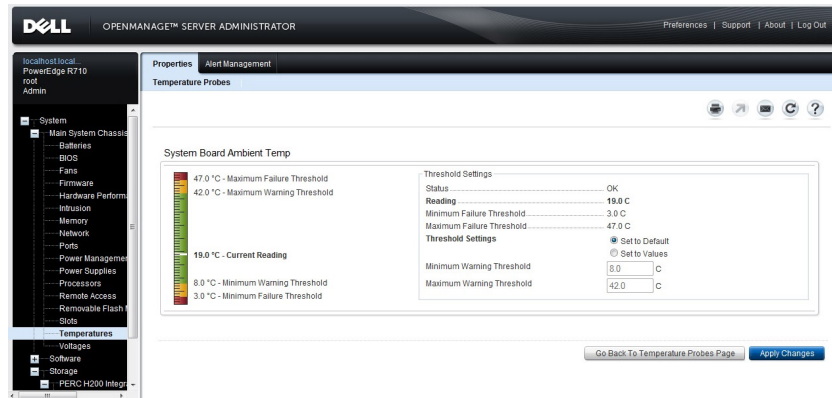 DELL OPENMANAGE™ SERVER ADMINISTRATOR
Preferences | Support | About | Log Out
localhost.local...
PowerEdge R710
root
Admin
Properties Alert Management
Temperature Probes
System
Main System Chassis
Batteries
BIOS
Fans
Firmware
Hardware Performa
Intrusion
Memory
Network
Ports
Power Managemen
Power Supplies
Processors
Remote Access
Removable Flash M
Slots
Temperatures
Voltages
Software
Storage
PERC H200 Integr
System Board Ambient Temp
47.0 °C - Maximum Failure Threshold
42.0 °C - Maximum Warning Threshold
19.0 °C - Current Reading
8.0 °C - Minimum Warning Threshold
3.0 °C - Minimum Failure Threshold
Threshold Settings
Status OK
Reading 19.0 C
Minimum Failure Threshold 3.0 C
Maximum Failure Threshold 47.0 C
Threshold Settings Set to Default
Set to Values
Minimum Warning Threshold 8.0 C
Maximum Warning Threshold 42.0 C
Go Back To Temperature Probes Page Apply Changes